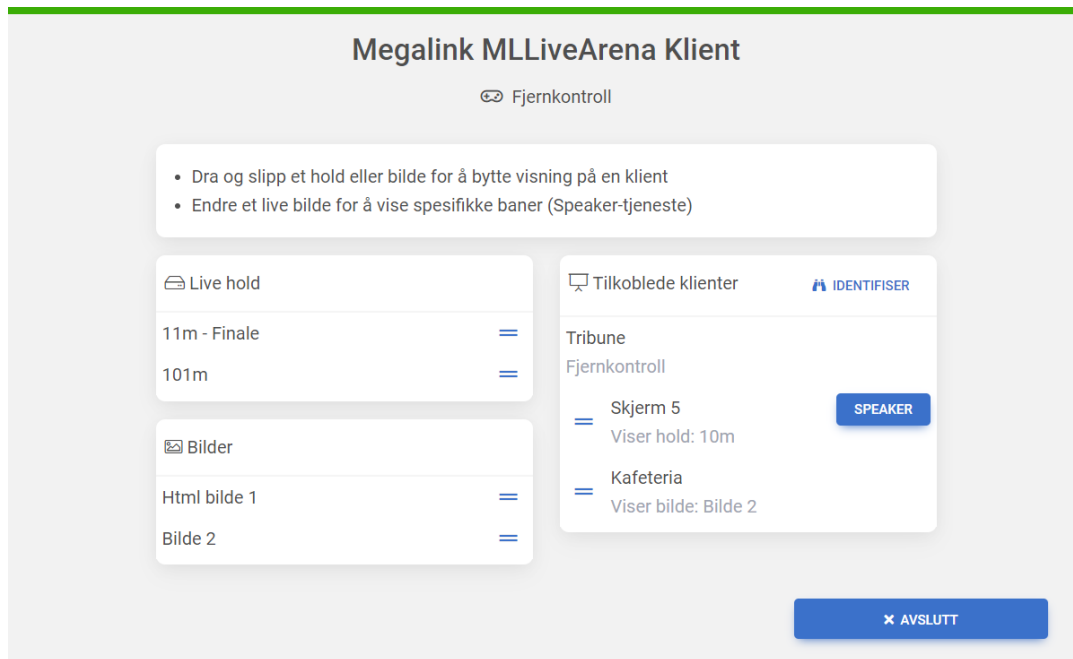 Megalink MLLiveArena Klient
Fjernkontroll
Dra og slipp et hold eller bilde for å bytte visning på en klient
Endre et live bilde for å vise spesifikke baner (Speaker-tjeneste)
Live hold
11m - Finale
101m
Bilder
Html bilde 1
Bilde 2
Tilkoblede klienter
IDENTIFISER
Tribune
Fjernkontroll
Skjerm 5
SPEAKER
Viser hold: 10m
Kafeteria
Viser bilde: Bilde 2
AVSLUTT